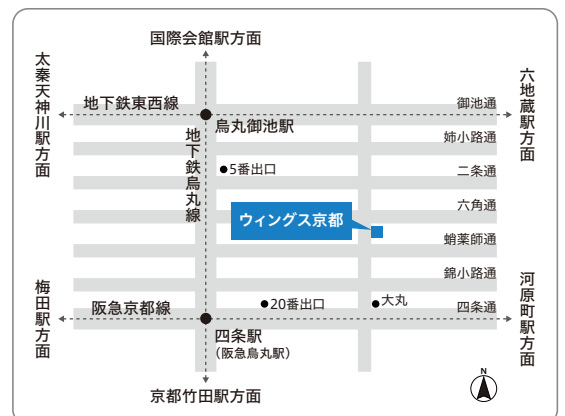 国際会館駅方面
太秦天神川駅方面
六地蔵駅方面
地下鉄東西線
御池通
烏丸御池駅
地下鉄烏丸線
姉小路通
5番出口
二条通
六角通
ウィングス京都
蛸薬師通
錦小路通
梅田駅方面
河原町駅方面
阪急京都線
20番出口
大丸
四条通
四条駅
（阪急烏丸駅）
京都竹田駅方面
N